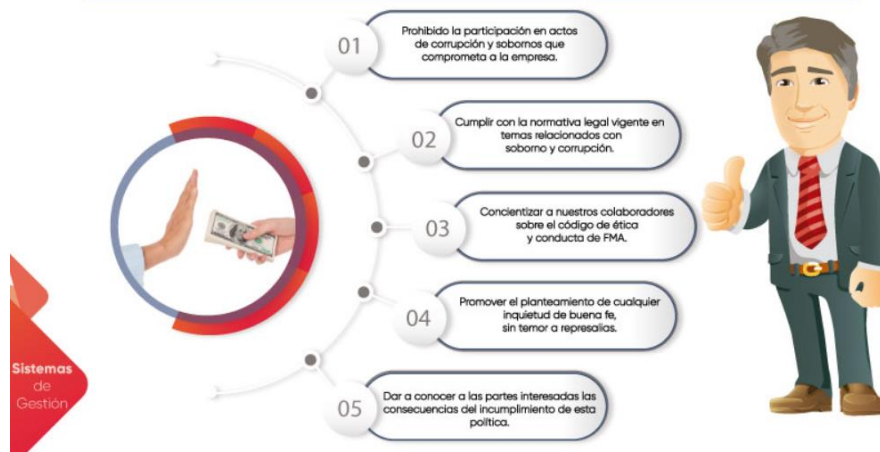 01
Prohibido la participación en actos
de corrupción y sobornos que
comprometa a la empresa.
02
Cumplir con la normativa legal vigente en
temas relacionados con
soborno y corrupción.
03
Concientizar a nuestros colaboradores
sobre el código de ética
y conducta de FMA.
04
Promover el planteamiento de cualquier
inquietud de buena fe,
sin temor a represalias.
05
Dar a conocer a las partes interesadas las
consecuencias del incumplimiento de esta
política.
Sistemas
de
Gestión